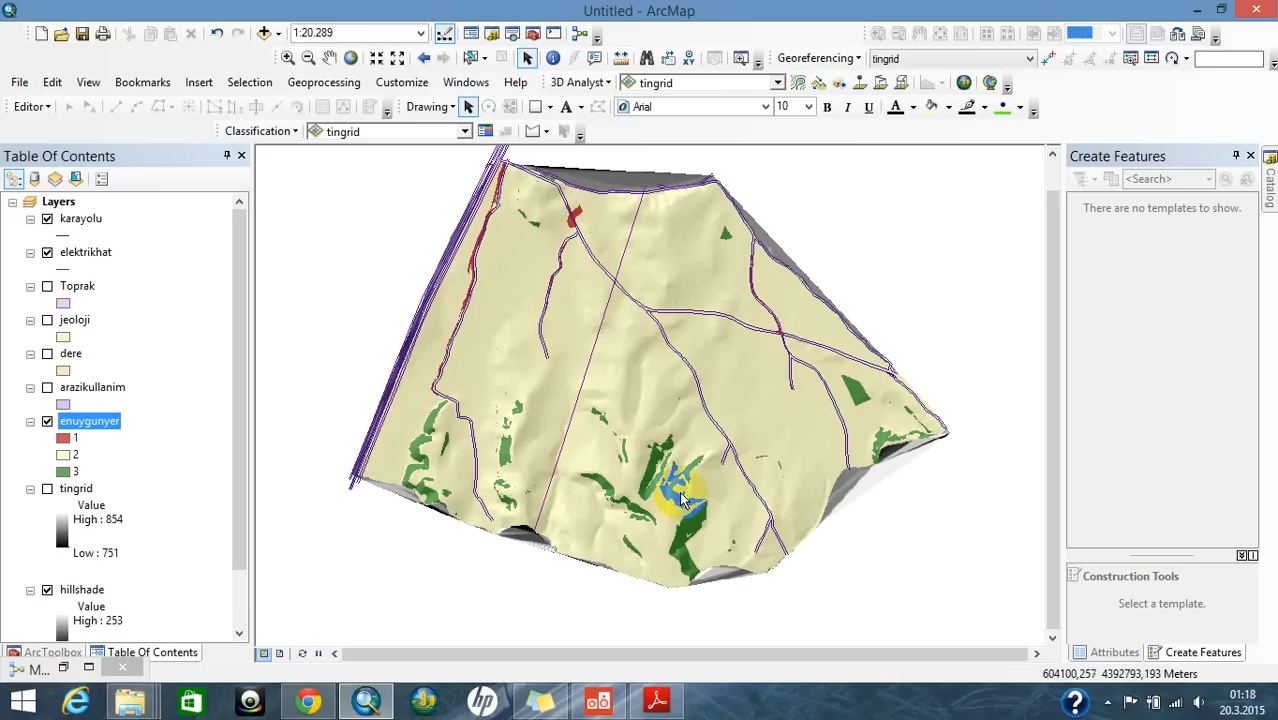 Untitled - ArcMap
1:20.289
Georeferencing
tingrid
File Edit View Bookmarks Insert Selection Geoprocessing Customize Windows Help 3D Analyst tingrid
Editor Drawing A Arial 10 B I U A
Classification tingrid
Table Of Contents
Layers
karayolu
elektrikhat
Toprak
jeoloji
dere
arazikullanim
enuygunyer
1
2
3
tingrid
Value
High : 854
Low : 751
hillshade
Value
High : 253
ArcToolbox Table Of Contents
M...
Create Features
<Search>
There are no templates to show.
Construction Tools
Select a template.
Attributes Create Features
Catalog
604100,257 4392793,193 Meters
hp
01:18
20.3.2015